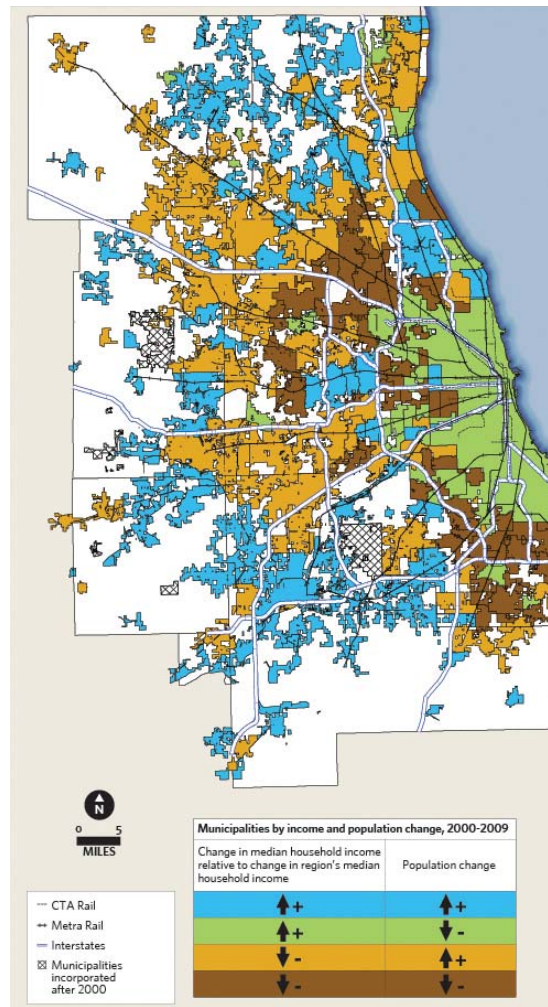 N
0 5
MILES
CTA Rail
Metra Rail
Interstates
Municipalities
incorporated
after 2000
Municipalities by income and population change, 2000-2009
Change in median household income
relative to change in region's median
household income
Population change
+ +
+ -
- +
- -